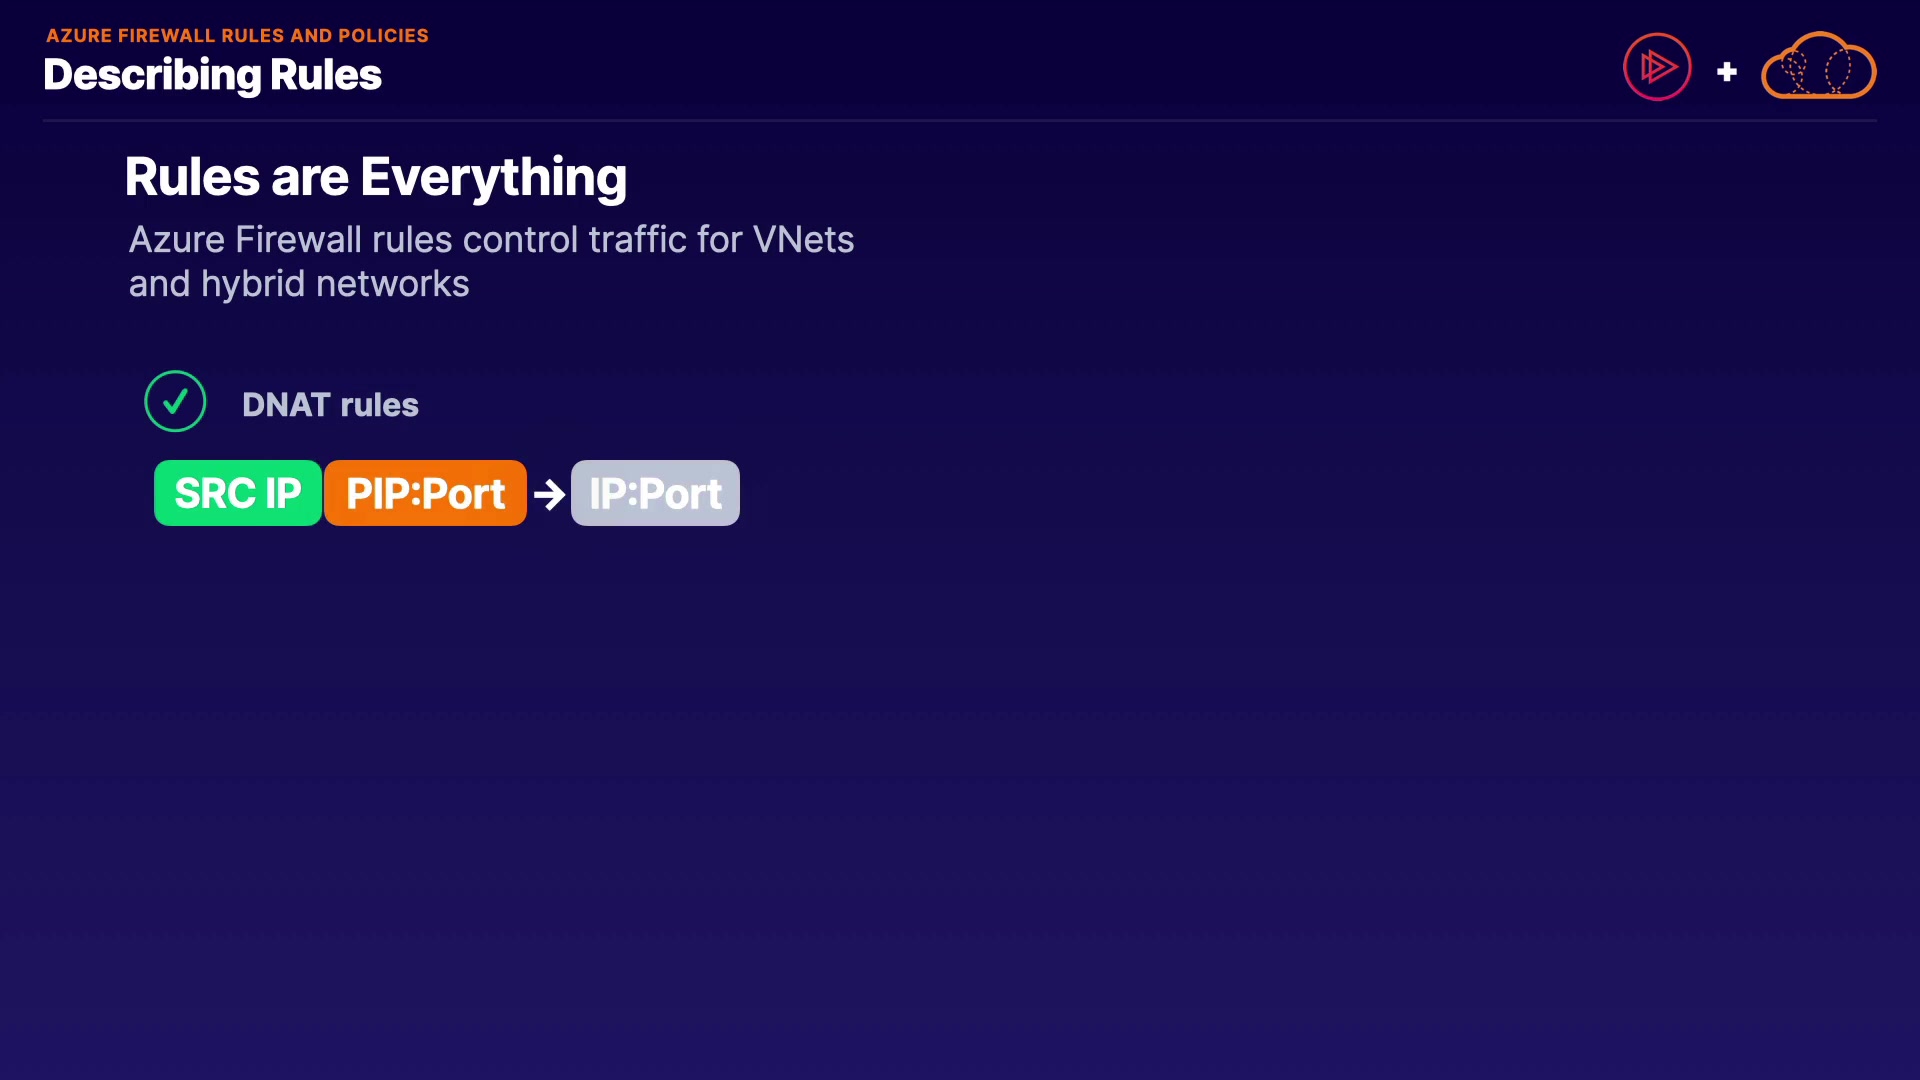 AZURE FIREWALL RULES AND POLICIES
Describing Rules
Rules are Everything
Azure Firewall rules control traffic for VNets
and hybrid networks
DNAT rules
SRC IP PIP:Port → IP:Port